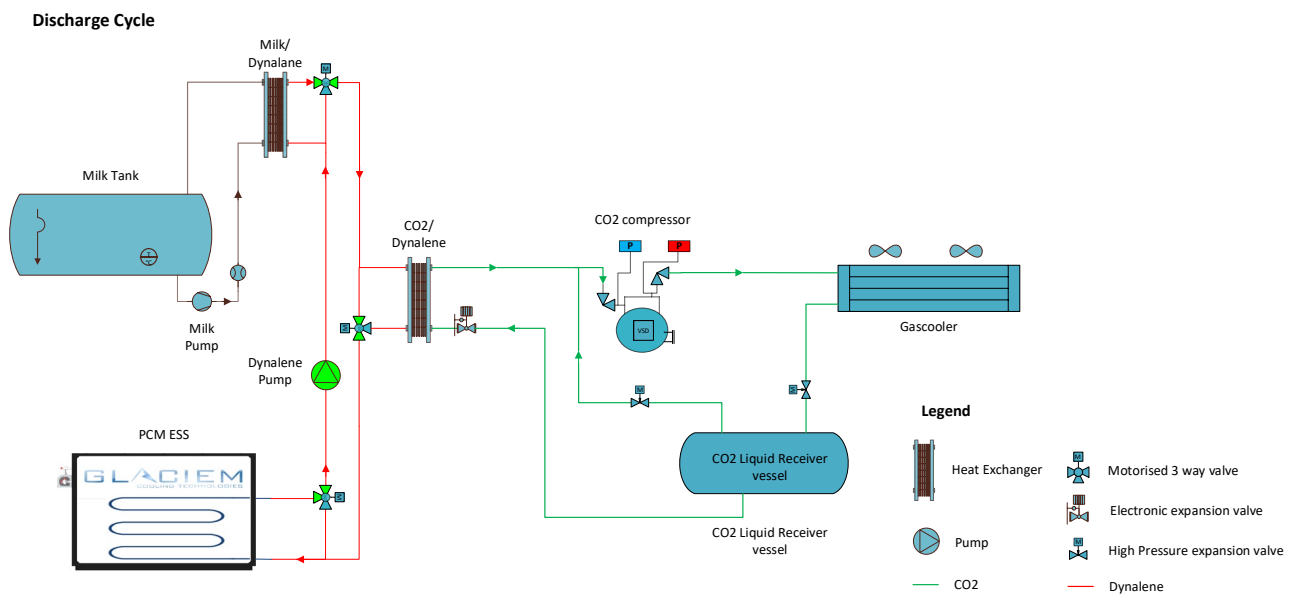 Discharge Cycle
Milk/
Dynalane
Milk Tank
M
CO2/
Dynalene
CO2 compressor
P
P
VSD
Gascooler
Milk
Pump
M
Dynalene
Pump
M
M
PCM ESS
GLACIEM
COOLING TECHNOLOGIES
M
CO2 Liquid Receiver
vessel
CO2 Liquid Receiver
vessel
Legend
Heat Exchanger
M
Motorised 3 way valve
Electronic expansion valve
Pump
M
High Pressure expansion valve
CO2
Dynalene